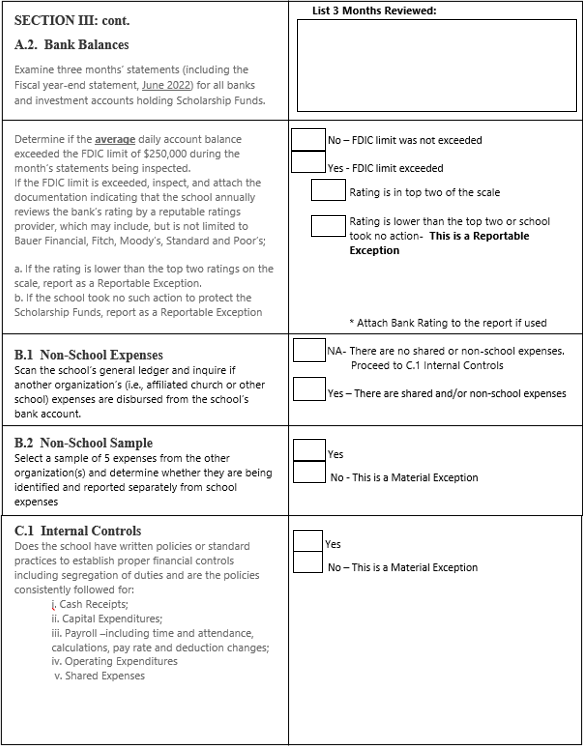 SECTION III: cont.
A.2. Bank Balances
Examine three months' statements (including the
Fiscal year-end statement, June 2022) for all banks
and investment accounts holding Scholarship Funds.
List 3 Months Reviewed:
Determine if the average daily account balance
exceeded the FDIC limit of $250,000 during the
month's statements being inspected.
If the FDIC limit is exceeded, inspect, and attach the
documentation indicating that the school annually
reviews the bank's rating by a reputable ratings
provider, which may include, but is not limited to
Bauer Financial, Fitch, Moody's, Standard and Poor's;
a. If the rating is lower than the top two ratings on the
scale, report as a Reportable Exception.
b. If the school took no such action to protect the
Scholarship Funds, report as a Reportable Exception
No – FDIC limit was not exceeded
Yes - FDIC limit exceeded
Rating is in top two of the scale
Rating is lower than the top two or school
took no action- This is a Reportable
Exception
* Attach Bank Rating to the report if used
B.1 Non-School Expenses
Scan the school's general ledger and inquire if
another organization's (i.e., affiliated church or other
school) expenses are disbursed from the school's
bank account.
NA- There are no shared or non-school expenses.
Proceed to C.1 Internal Controls
Yes – There are shared and/or non-school expenses
B.2 Non-School Sample
Select a sample of 5 expenses from the other
organization(s) and determine whether they are being
identified and reported separately from school
expenses
Yes
No - This is a Material Exception
C.1 Internal Controls
Does the school have written policies or standard
practices to establish proper financial controls
including segregation of duties and are the policies
consistently followed for:
i. Cash Receipts;
ii. Capital Expenditures;
iii. Payroll –including time and attendance,
calculations, pay rate and deduction changes;
iv. Operating Expenditures
v. Shared Expenses
Yes
No – This is a Material Exception